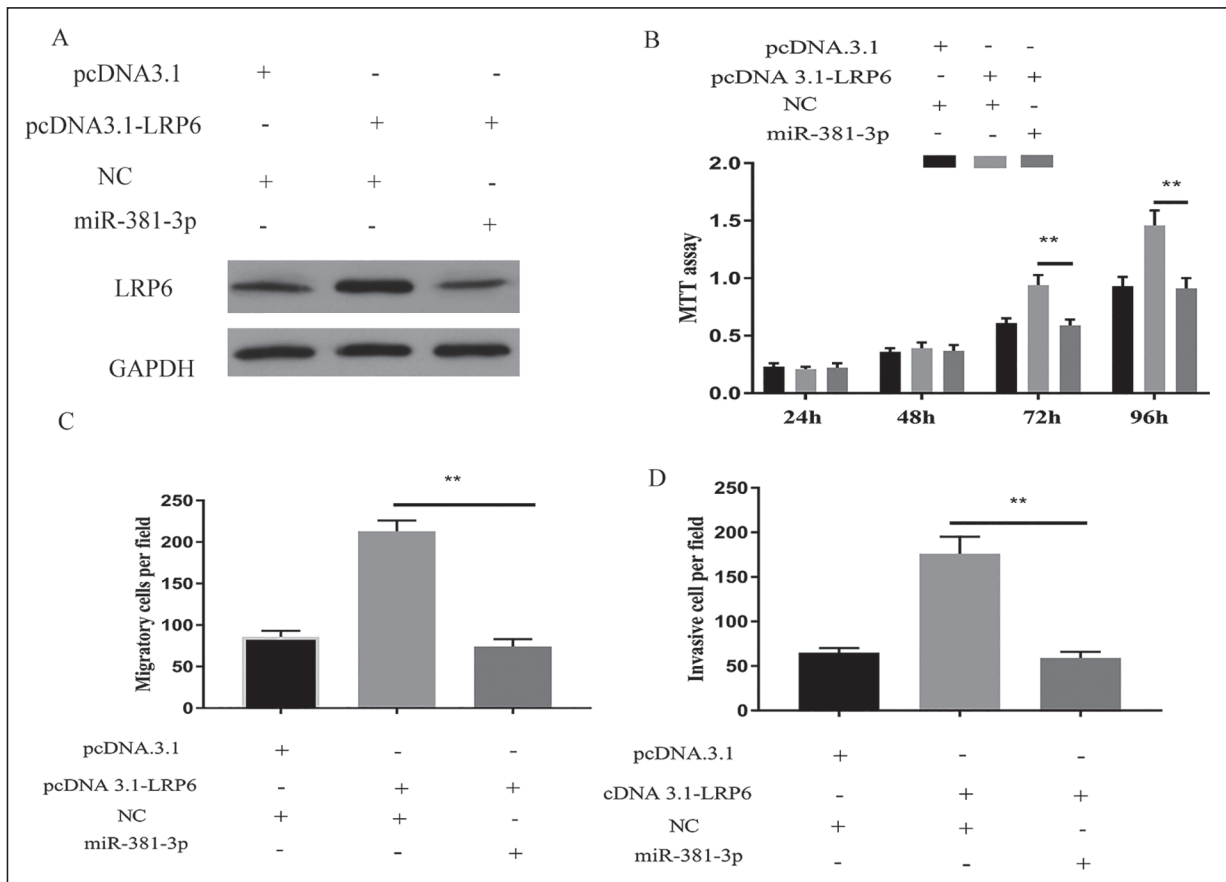 A
pcDNA3.1 + - -
pcDNA3.1-LRP6 - + +
NC + + -
miR-381-3p - - +
LRP6
GAPDH
B
pcDNA.3.1 + - -
pcDNA 3.1-LRP6 - + +
NC + + -
miR-381-3p - - +
MTT assay
2.0
1.5
1.0
0.5
0.0
** **
24h 48h 72h 96h
C
Migratory cells per field
250
200
150
100
50
0
**
pcDNA.3.1 + - -
pcDNA 3.1-LRP6 - + +
NC + + -
miR-381-3p - - +
D
Invasive cell per field
250
200
150
100
50
0
**
pcDNA.3.1 + - -
cDNA 3.1-LRP6 - + +
NC + + -
miR-381-3p - - +